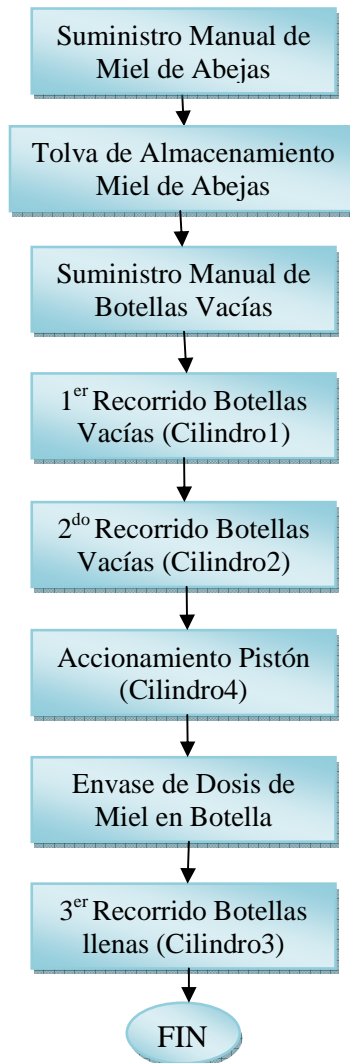 Suministro Manual de
Miel de Abejas
Tolva de Almacenamiento
Miel de Abejas
Suministro Manual de
Botellas Vacías
1er Recorrido Botellas
Vacías (Cilindro1)
2do Recorrido Botellas
Vacías (Cilindro2)
Accionamiento Pistón
(Cilindro4)
Envase de Dosis de
Miel en Botella
3er Recorrido Botellas
llenas (Cilindro3)
FIN